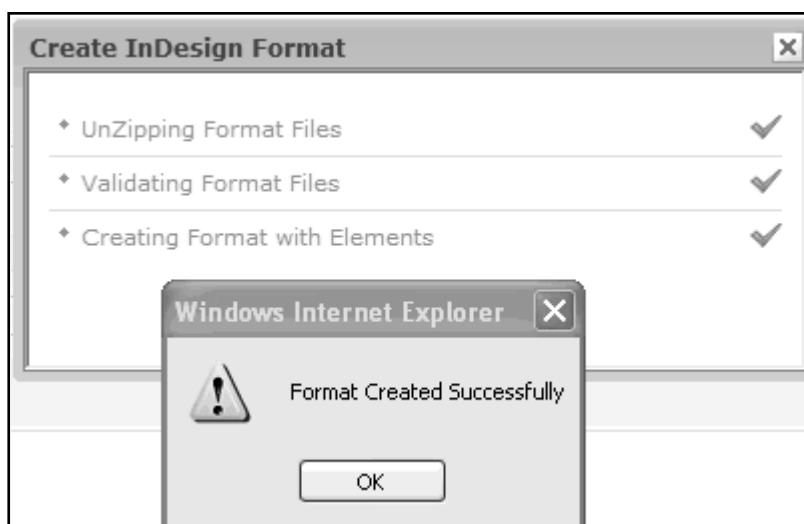 Create InDesign Format
UnZipping Format Files
Validating Format Files
Creating Format with Elements
Windows Internet Explorer
Format Created Successfully
OK